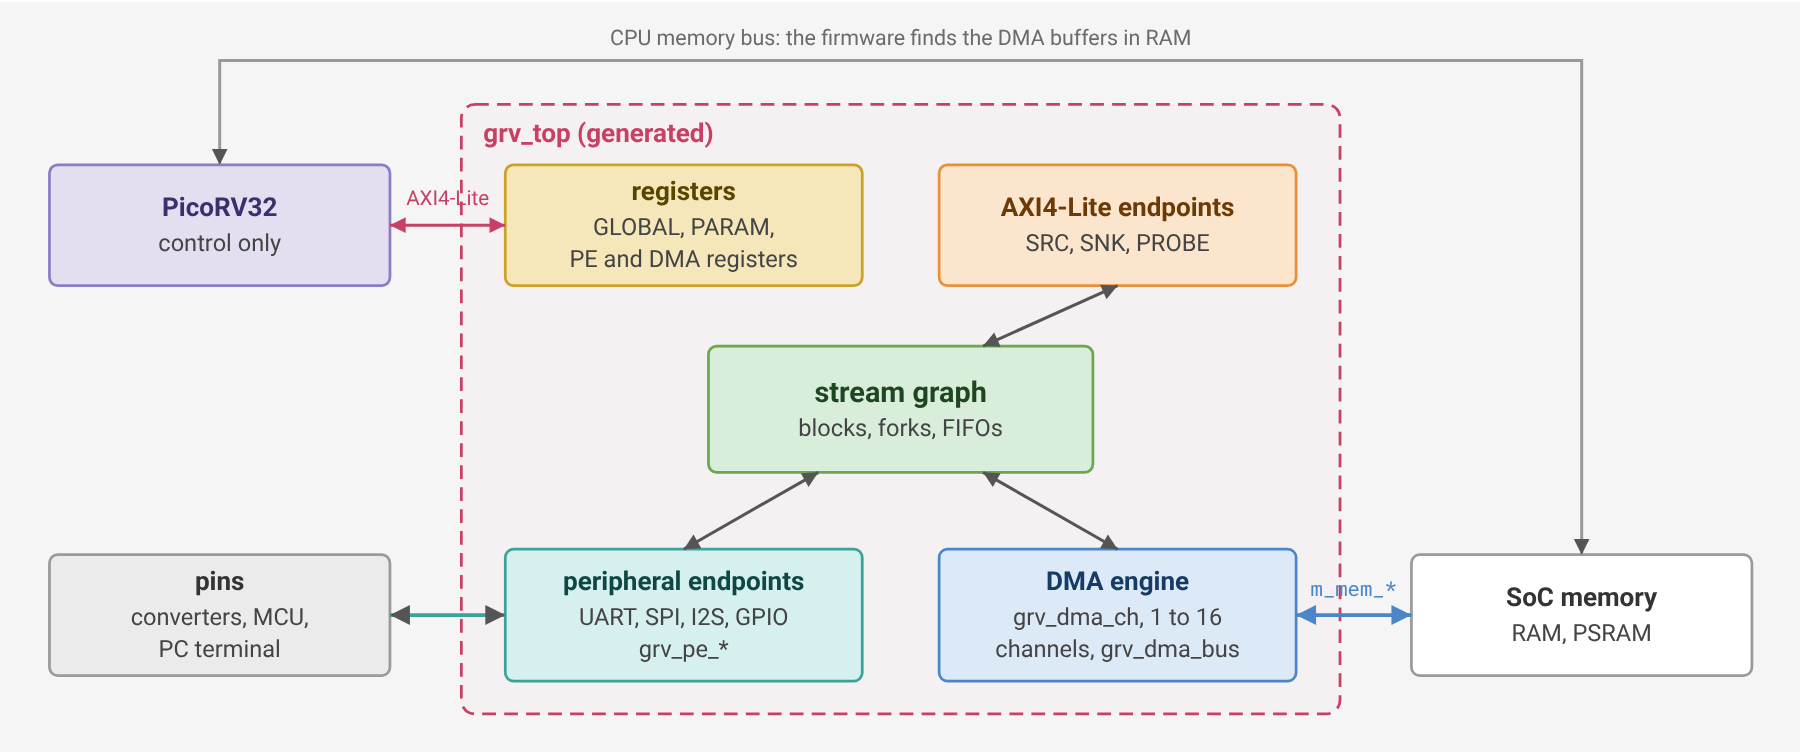 CPU memory bus: the firmware finds the DMA buffers in RAM
grv_top (generated)
PicoRV32
control only
AXI4-Lite
registers
GLOBAL, PARAM,
PE and DMA registers
AXI4-Lite endpoints
SRC, SNK, PROBE
stream graph
blocks, forks, FIFOs
pins
converters, MCU,
PC terminal
peripheral endpoints
UART, SPI, I2S, GPIO
grv_pe_*
DMA engine
grv_dma_ch, 1 to 16
channels, grv_dma_bus
m_mem_*
SoC memory
RAM, PSRAM